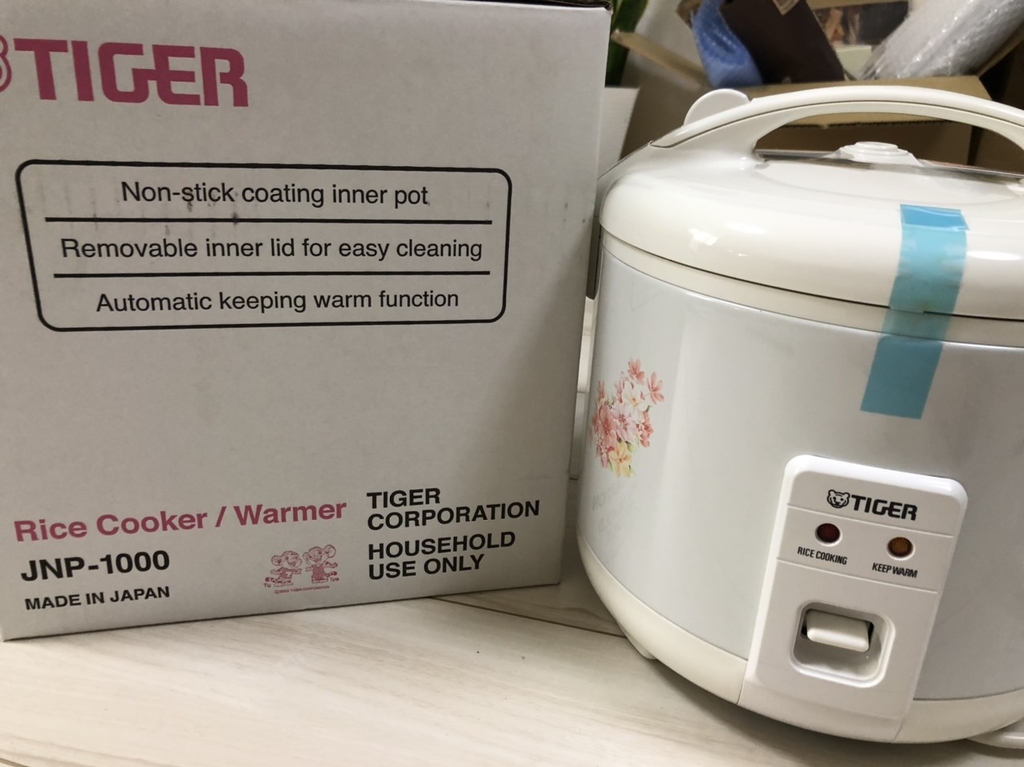 TIGER
Non-stick coating inner pot
Removable inner lid for easy cleaning
Automatic keeping warm function
Rice Cooker / Warmer
JNP-1000
MADE IN JAPAN
TIGER
CORPORATION
HOUSEHOLD
USE ONLY
TIGER
RICE COOKING
KEEP WARM